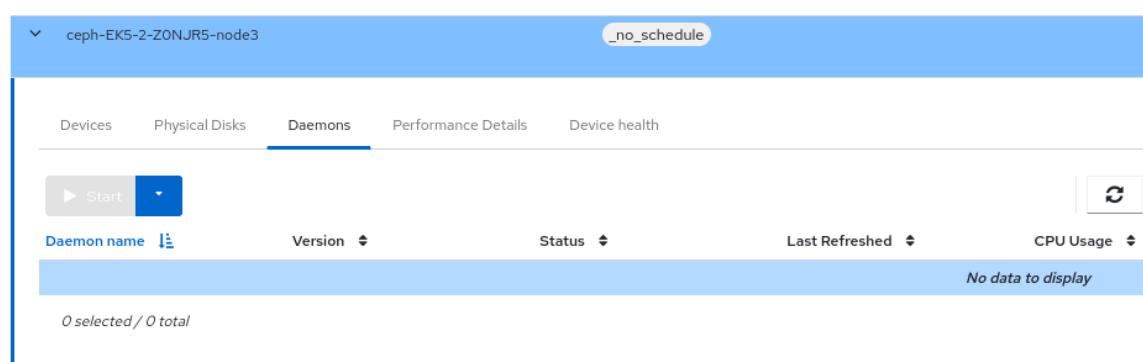 ceph-EK5-2-Z0NJR5-node3 _no_schedule
Devices Physical Disks Daemons Performance Details Device health
Start
Daemon name Version Status Last Refreshed CPU Usage
No data to display
0 selected / 0 total